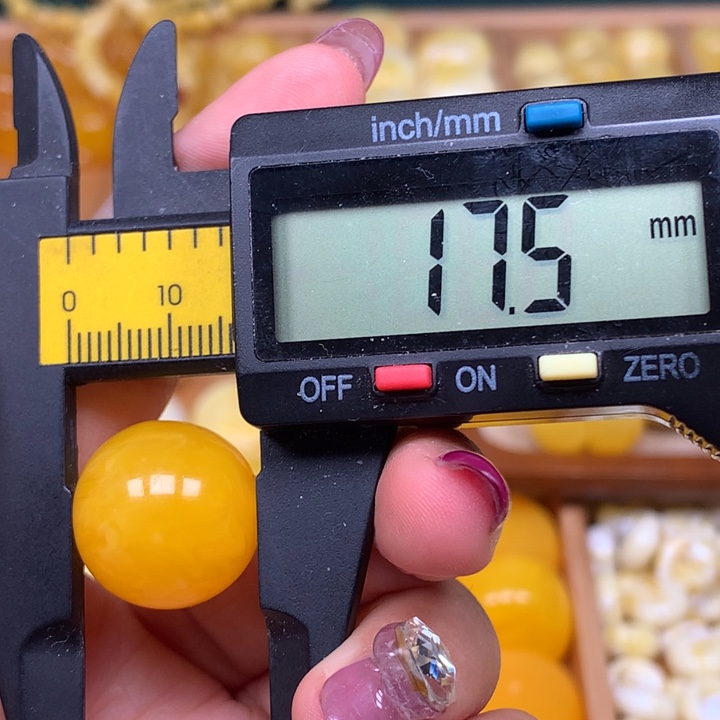 inch/mm
17.5 mm
0 10
OFF ON ZERO